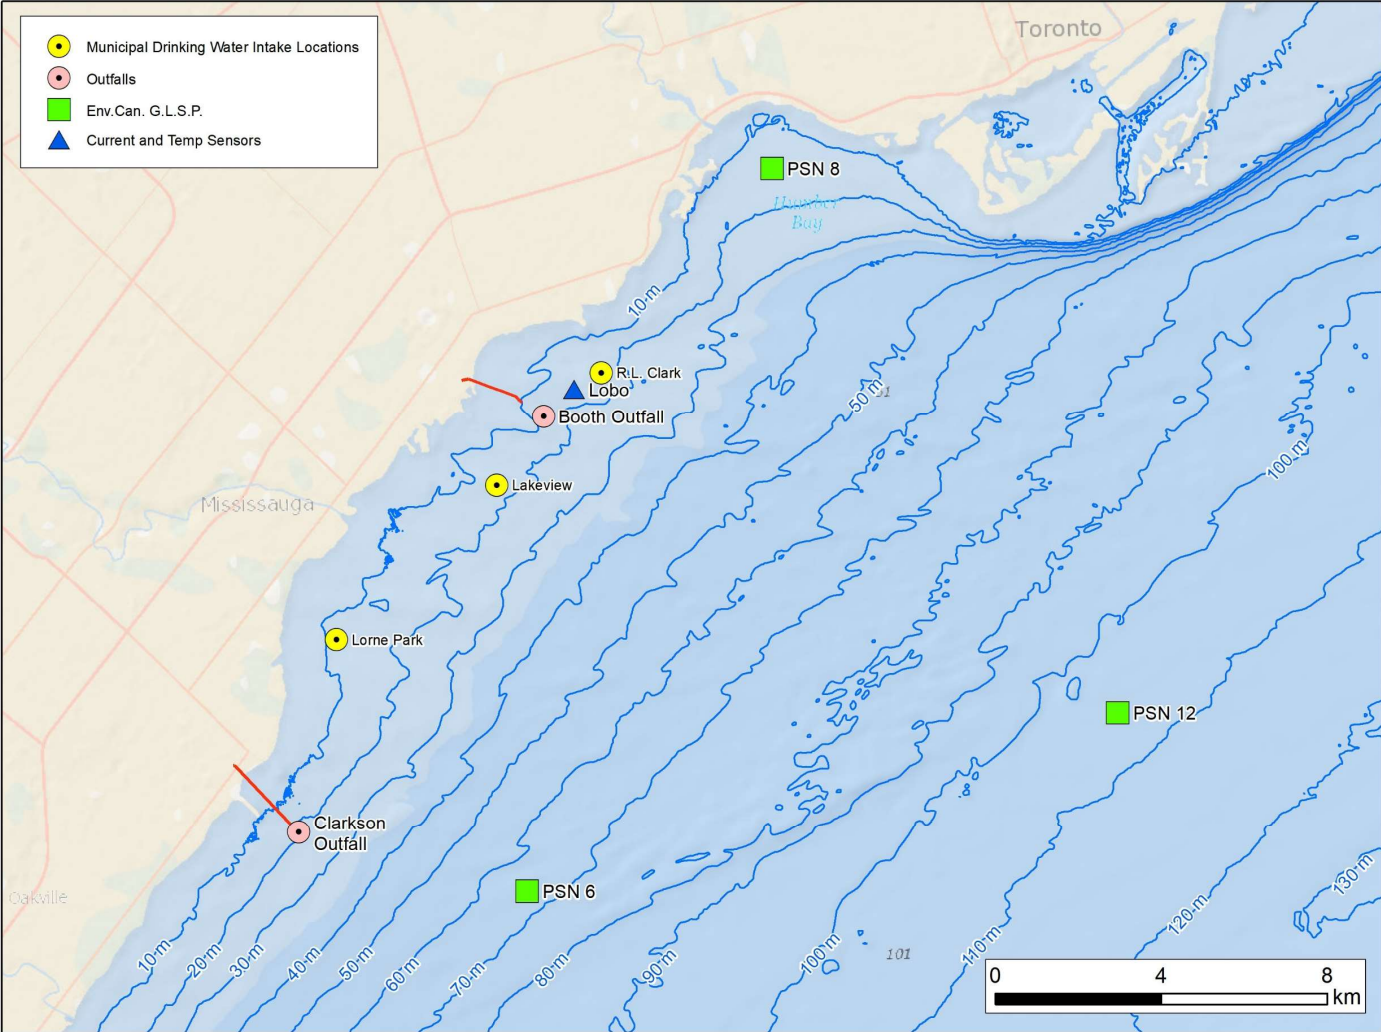 Municipal Drinking Water Intake Locations
Outfalls
Env.Can. G.L.S.P.
Current and Temp Sensors
Toronto
PSN 8
Humber
Bay
10 m
R.L. Clark
Lobo
Booth Outfall
50 m
Lakeview
100 m
Mississauga
Lorne Park
PSN 12
Clarkson
Outfall
PSN 6
Oakville
10 m
20 m
30 m
40 m
50 m
60 m
70 m
80 m
90 m
100 m
110 m
120 m
130 m
101
0 4 8
km